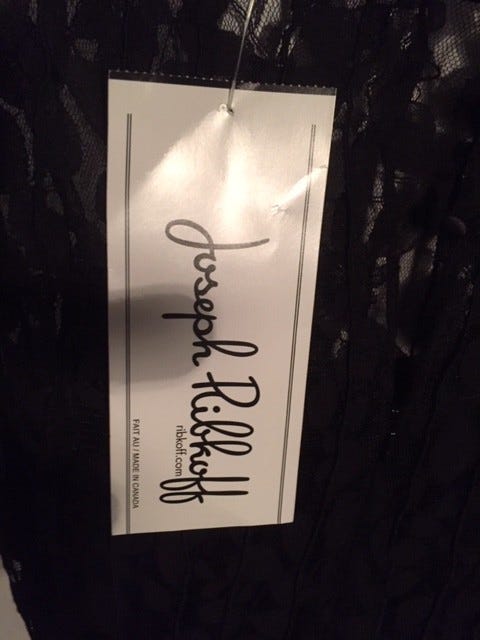 Joseph Ribkoff
ribkoff.com
FAIT AU / MADE IN CANADA